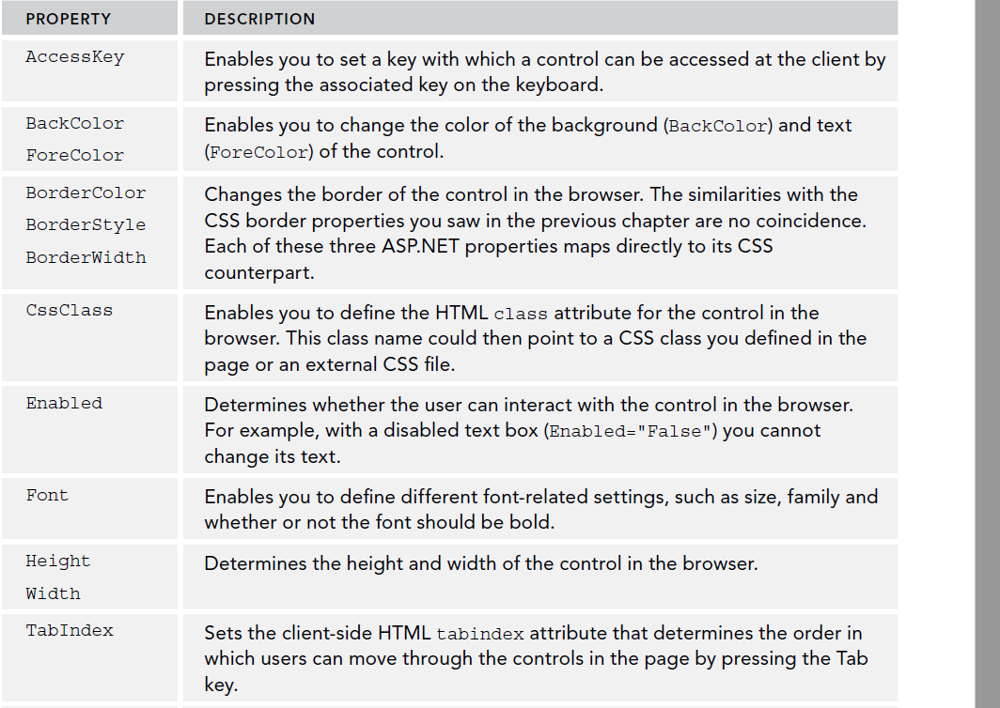 PROPERTY DESCRIPTION
AccessKey Enables you to set a key with which a control can be accessed at the client by
pressing the associated key on the keyboard.
BackColor Enables you to change the color of the background (BackColor) and text
ForeColor (ForeColor) of the control.
BorderColor Changes the border of the control in the browser. The similarities with the
BorderStyle CSS border properties you saw in the previous chapter are no coincidence.
BorderWidth Each of these three ASP.NET properties maps directly to its CSS
counterpart.
CssClass Enables you to define the HTML class attribute for the control in the
browser. This class name could then point to a CSS class you defined in the
page or an external CSS file.
Enabled Determines whether the user can interact with the control in the browser.
For example, with a disabled text box (Enabled="False") you cannot
change its text.
Font Enables you to define different font-related settings, such as size, family and
whether or not the font should be bold.
Height Determines the height and width of the control in the browser.
Width
TabIndex Sets the client-side HTML tabindex attribute that determines the order in
which users can move through the controls in the page by pressing the Tab
key.